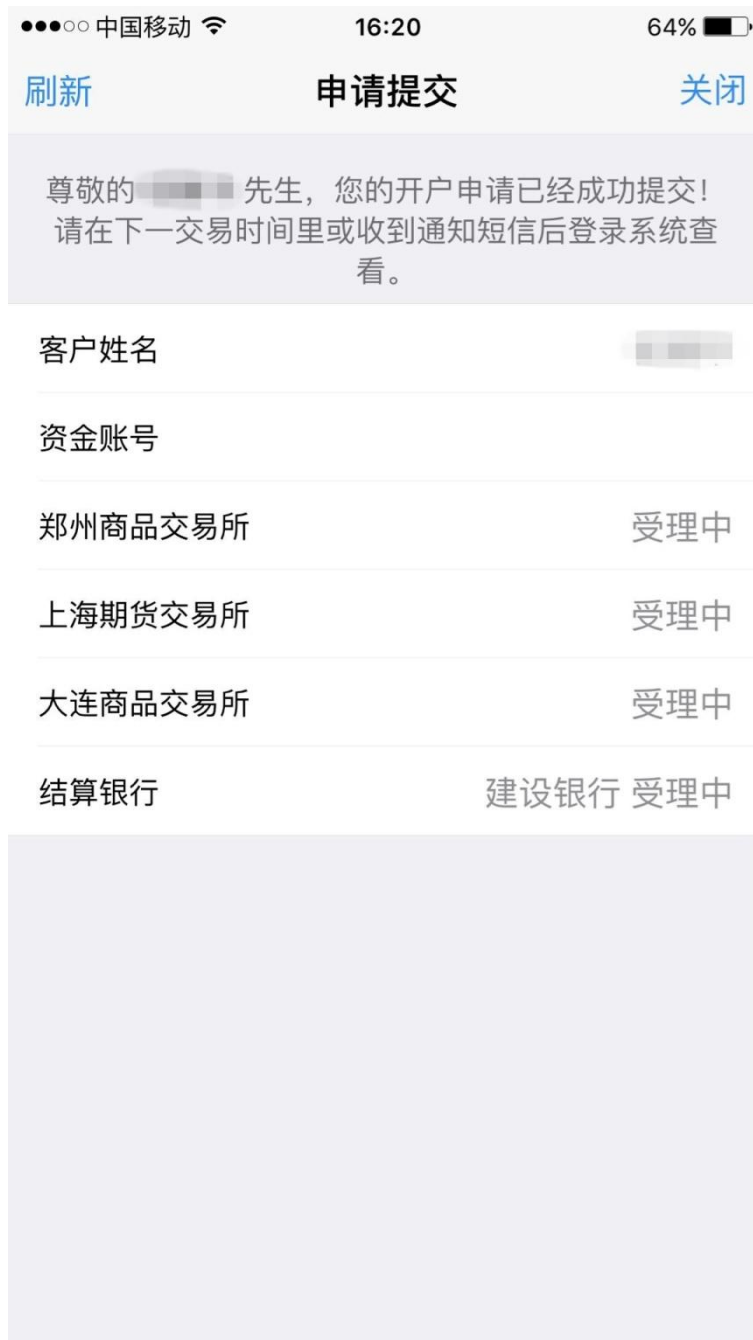 中国移动 16:20 64%
刷新 申请提交 关闭
尊敬的 先生，您的开户申请已经成功提交！
请在下一交易时间里或收到通知短信后登录系统查
看。
客户姓名
资金账号
郑州商品交易所 受理中
上海期货交易所 受理中
大连商品交易所 受理中
结算银行 建设银行 受理中